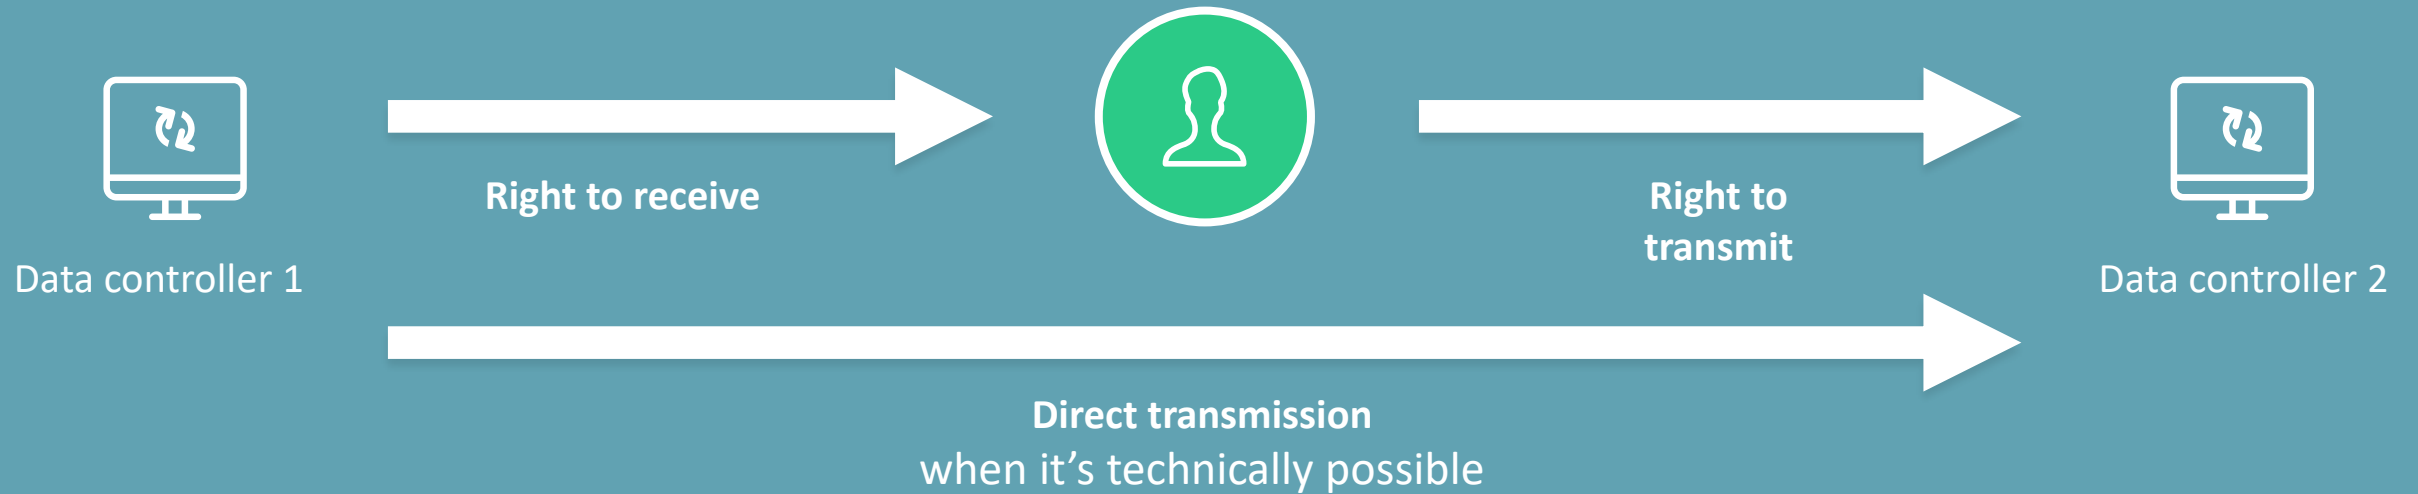 Right to receive
Right to
transmit
Data controller 1
Data controller 2
Direct transmission
when it's technically possible